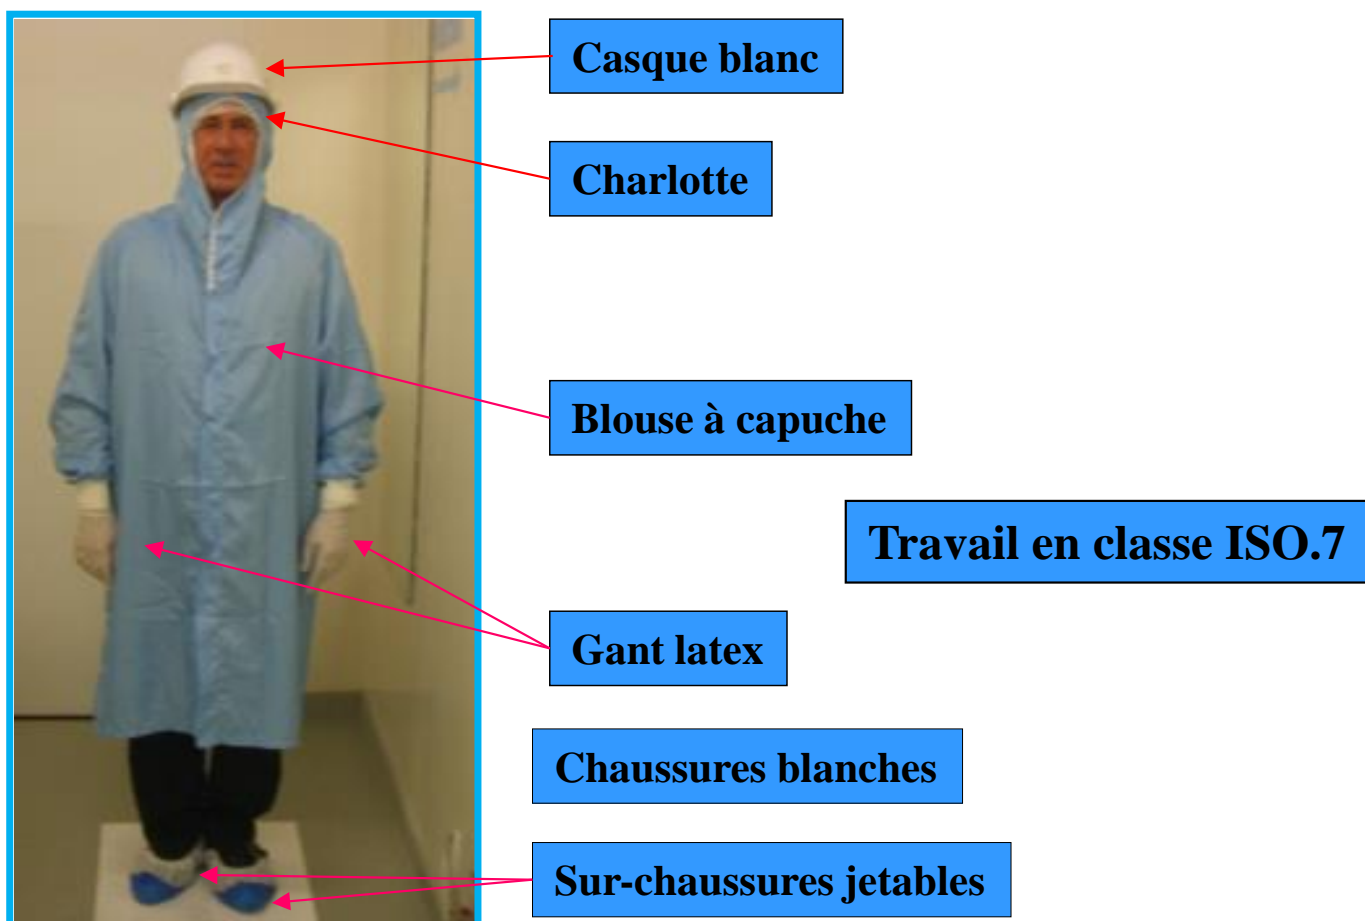 Casque blanc
Charlotte
Blouse à capuche
Travail en classe ISO.7
Gant latex
Chaussures blanches
Sur-chaussures jetables